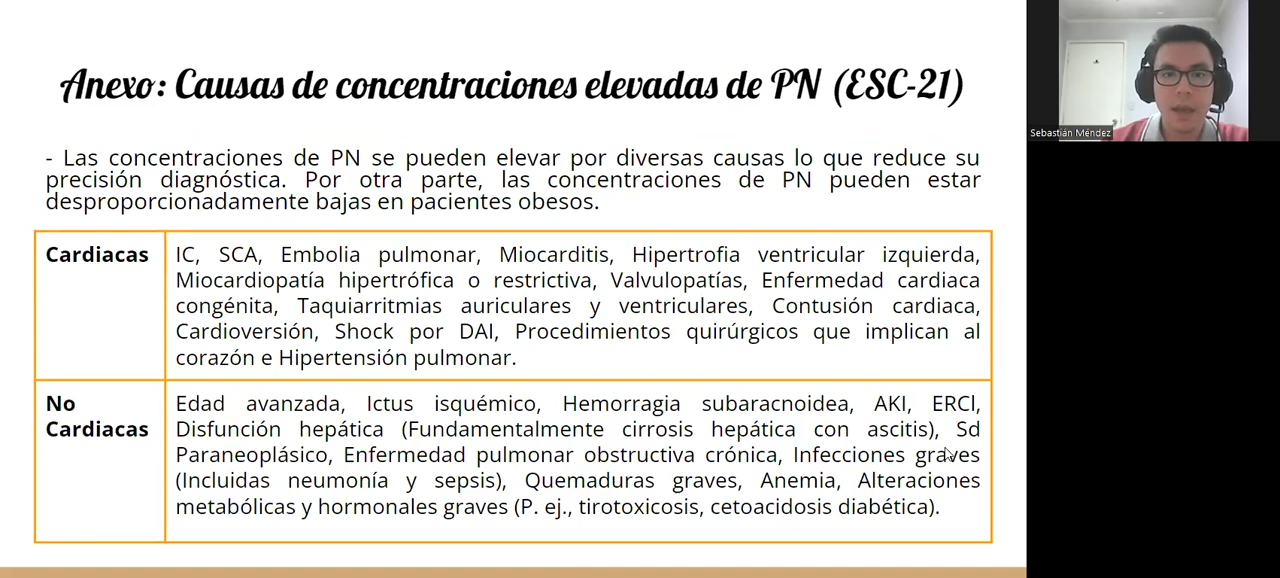 Anexo: Causas de concentraciones elevadas de PN (ESC-21)
- Las concentraciones de PN se pueden elevar por diversas causas lo que reduce su
precisión diagnóstica. Por otra parte, las concentraciones de PN pueden estar
desproporcionadamente bajas en pacientes obesos.
Cardiacas
IC, SCA, Embolia pulmonar, Miocarditis, Hipertrofia ventricular izquierda,
Miocardiopatía hipertrófica o restrictiva, Valvulopatías, Enfermedad cardiaca
congénita, Taquiarritmias auriculares y ventriculares, Contusión cardiaca,
Cardioversión, Shock por DAI, Procedimientos quirúrgicos que implican al
corazón e Hipertensión pulmonar.
No
Cardiacas
Edad avanzada, Ictus isquémico, Hemorragia subaracnoidea, AKI, ERCl,
Disfunción hepática (Fundamentalmente cirrosis hepática con ascitis), Sd
Paraneoplásico, Enfermedad pulmonar obstructiva crónica, Infecciones graves
(Incluidas neumonía y sepsis), Quemaduras graves, Anemia, Alteraciones
metabólicas y hormonales graves (P. ej., tirotoxicosis, cetoacidosis diabética).
Sebastián Méndez